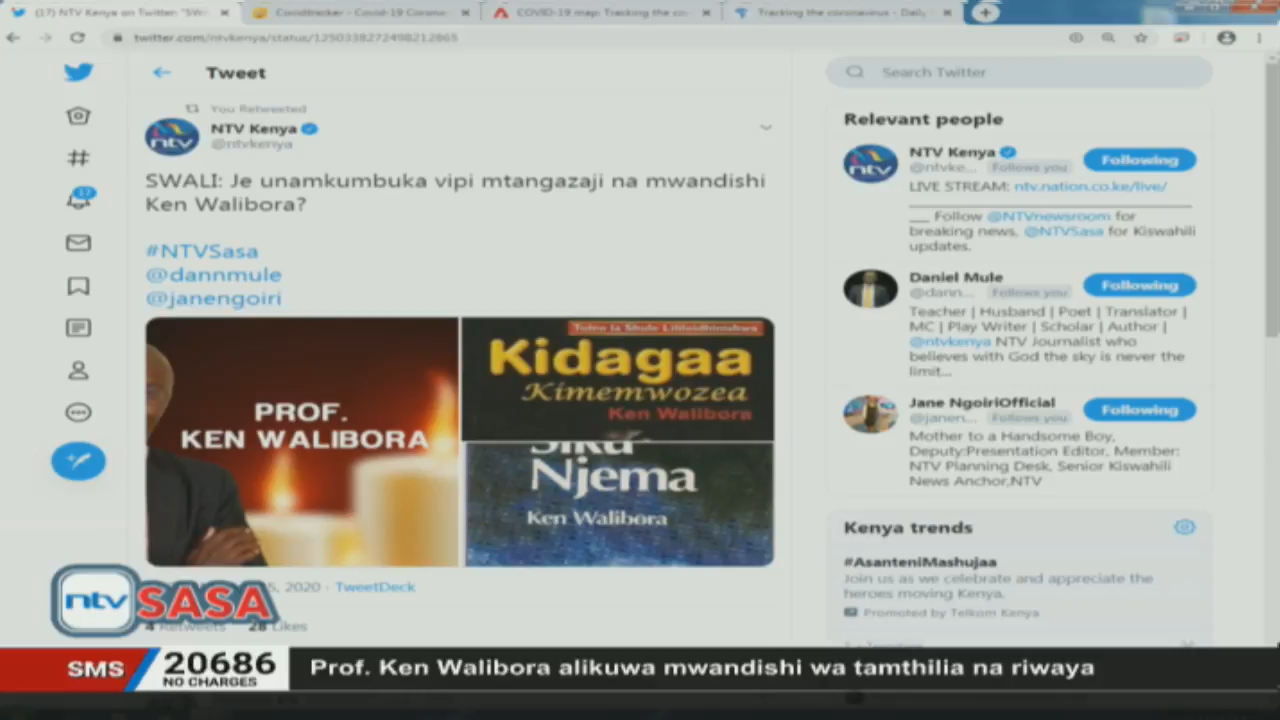 (17) NTV Kenya on Twitter: "SW
Covidtracker - Covid-19 Corona
COVID-19 map: Tracking the co
Tracking the coronavirus - Daily
twitter.com/ntvkenya/status/1250338272498212865
Tweet
Search Twitter
You Retweeted
NTV Kenya
@ntvkenya
ntv
SWALI: Je unamkumbuka vipi mtangazaji na mwandishi
Ken Walibora?
#NTVSasa
@dannmule
@janengoiri
PROF.
KEN WALIBORA
Kidagaa
Kimemwozea
Ken Walibora
Siku
Njema
Ken Walibora
5, 2020 · TweetDeck
4 Retweets 28 Likes
17
Relevant people
ntv
NTV Kenya
@ntvke... Follows you
Following
LIVE STREAM: ntv.nation.co.ke/live/
___ Follow @NTVnewsroom for
breaking news, @NTVSasa for Kiswahili
updates.
Daniel Mule
@dann... Follows you
Following
Teacher | Husband | Poet | Translator |
MC | Play Writer | Scholar | Author |
@ntvkenya NTV Journalist who
believes with God the sky is never the
limit...
Jane NgoiriOfficial
@janen... Follows you
Following
Mother to a Handsome Boy,
Deputy:Presentation Editor, Member:
NTV Planning Desk, Senior Kiswahili
News Anchor,NTV
Kenya trends
#AsanteniMashujaa
Join us as we celebrate and appreciate the
heroes moving Kenya.
Promoted by Telkom Kenya
ntv SASA
SMS 20686
NO CHARGES
Prof. Ken Walibora alikuwa mwandishi wa tamthilia na riwaya